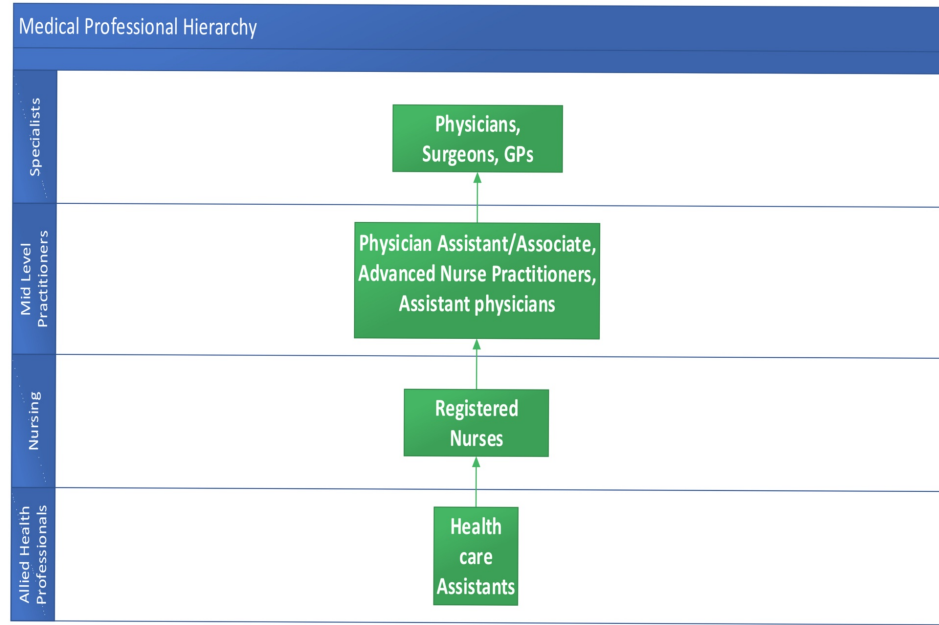 Medical Professional Hierarchy
Specialists
Physicians,
Surgeons, GPs
Mid Level
Practitioners
Physician Assistant/Associate,
Advanced Nurse Practitioners,
Assistant physicians
Nursing
Registered
Nurses
Allied Health
Professionals
Health
care
Assistants